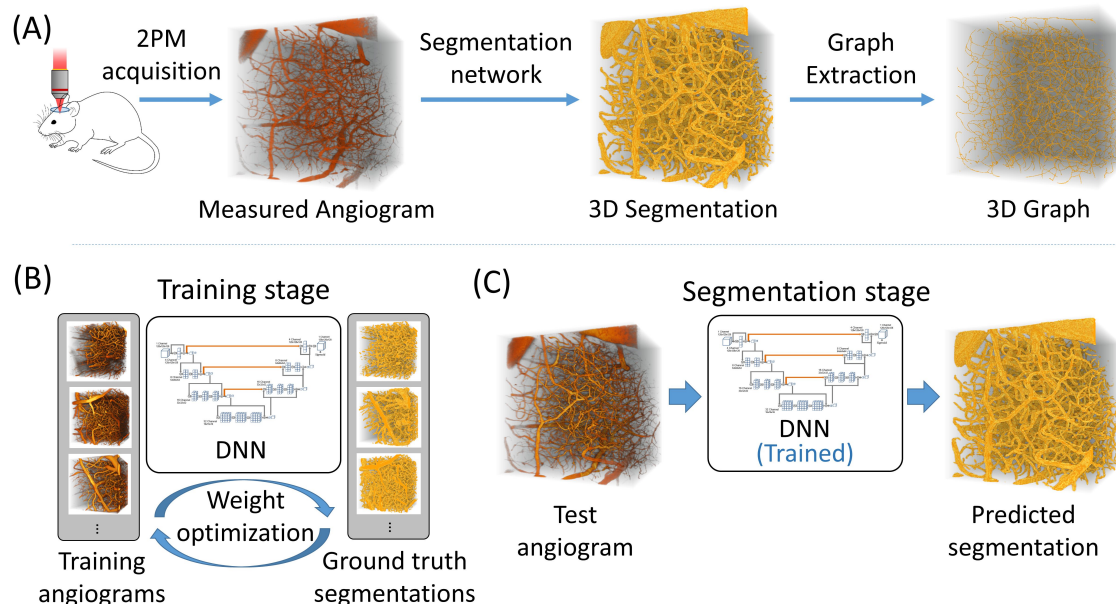 (A)
2PM
acquisition
Segmentation
network
Graph
Extraction
Measured Angiogram
3D Segmentation
3D Graph
(B)
Training stage
DNN
Weight
optimization
⋮
⋮
Training
angiograms
Ground truth
segmentations
(C)
Segmentation stage
DNN
(Trained)
Test
angiogram
Predicted
segmentation